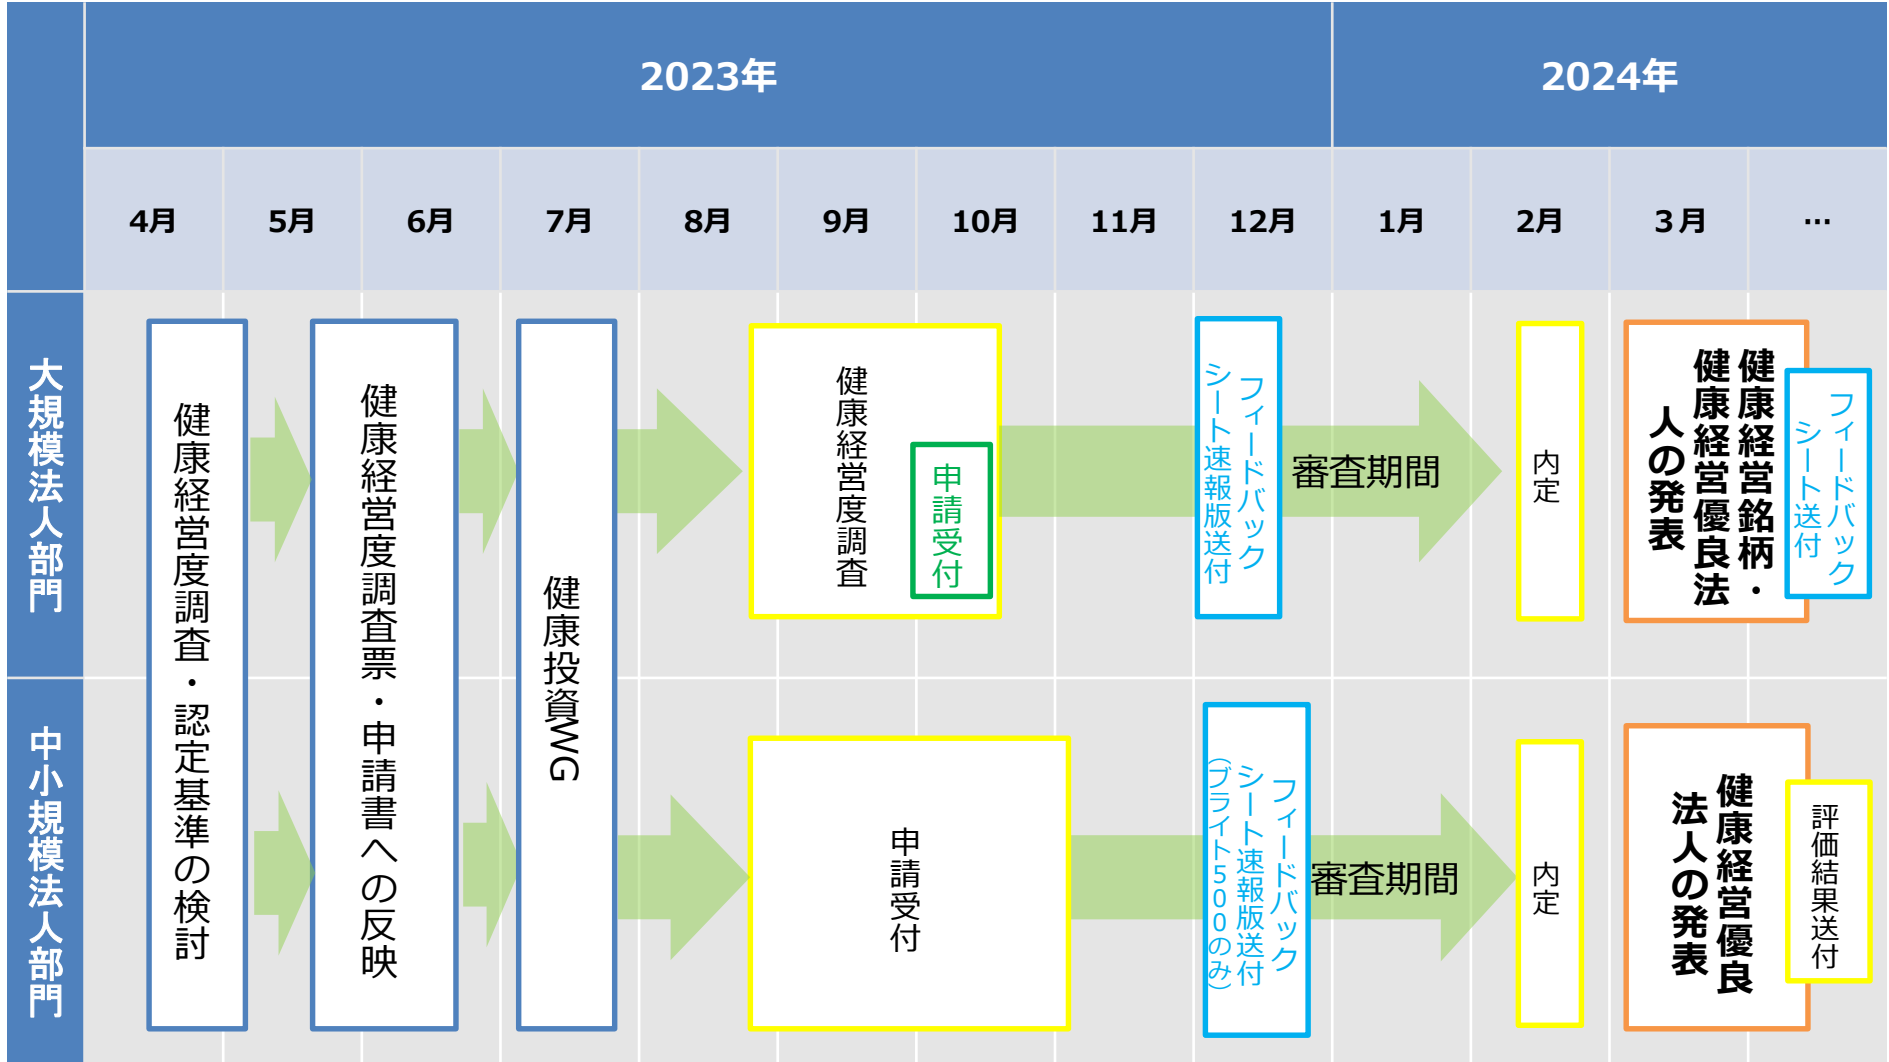 2023年
2024年
4月
5月
6月
7月
8月
9月
10月
11月
12月
1月
2月
3月
…
大規模法人部門
健康経営度調査・認定基準の検討
健康経営度調査票・申請書への反映
健康投資WG
健康経営度調査
申請受付
フィードバック
シート速報版送付
審査期間
内定
健康経営銘柄・
健康経営優良法
人の発表
フィードバック
シート送付
中小規模法人部門
申請受付
フィードバック
シート速報版送付
(ブライト500のみ)
審査期間
内定
健康経営優良
法人の発表
評価結果送付